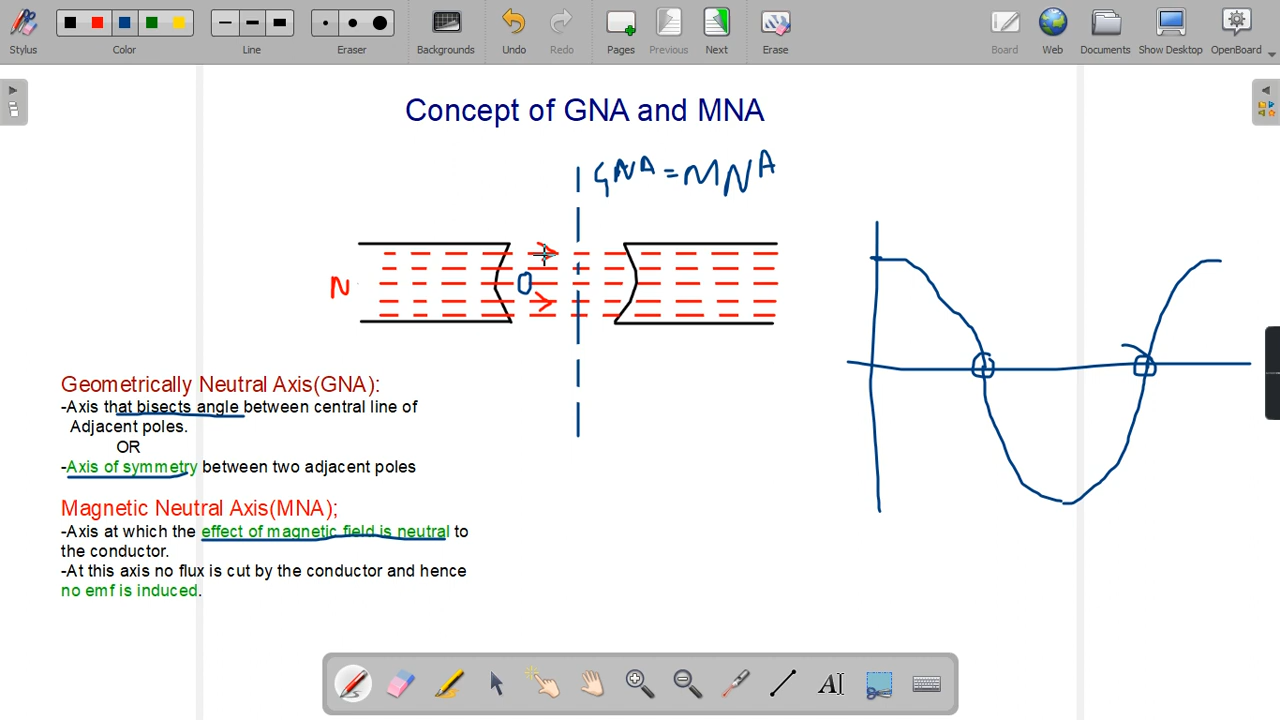 Stylus
Color
Line
Eraser
Backgrounds
Undo
Redo
Pages
Previous
Next
Erase
Board
Web
Documents
Show Desktop
OpenBoard
Concept of GNA and MNA
GNA = MNA
N
Geometrically Neutral Axis(GNA):
-Axis that bisects angle between central line of
Adjacent poles.
OR
-Axis of symmetry between two adjacent poles
Magnetic Neutral Axis(MNA);
-Axis at which the effect of magnetic field is neutral to
the conductor.
-At this axis no flux is cut by the conductor and hence
no emf is induced.